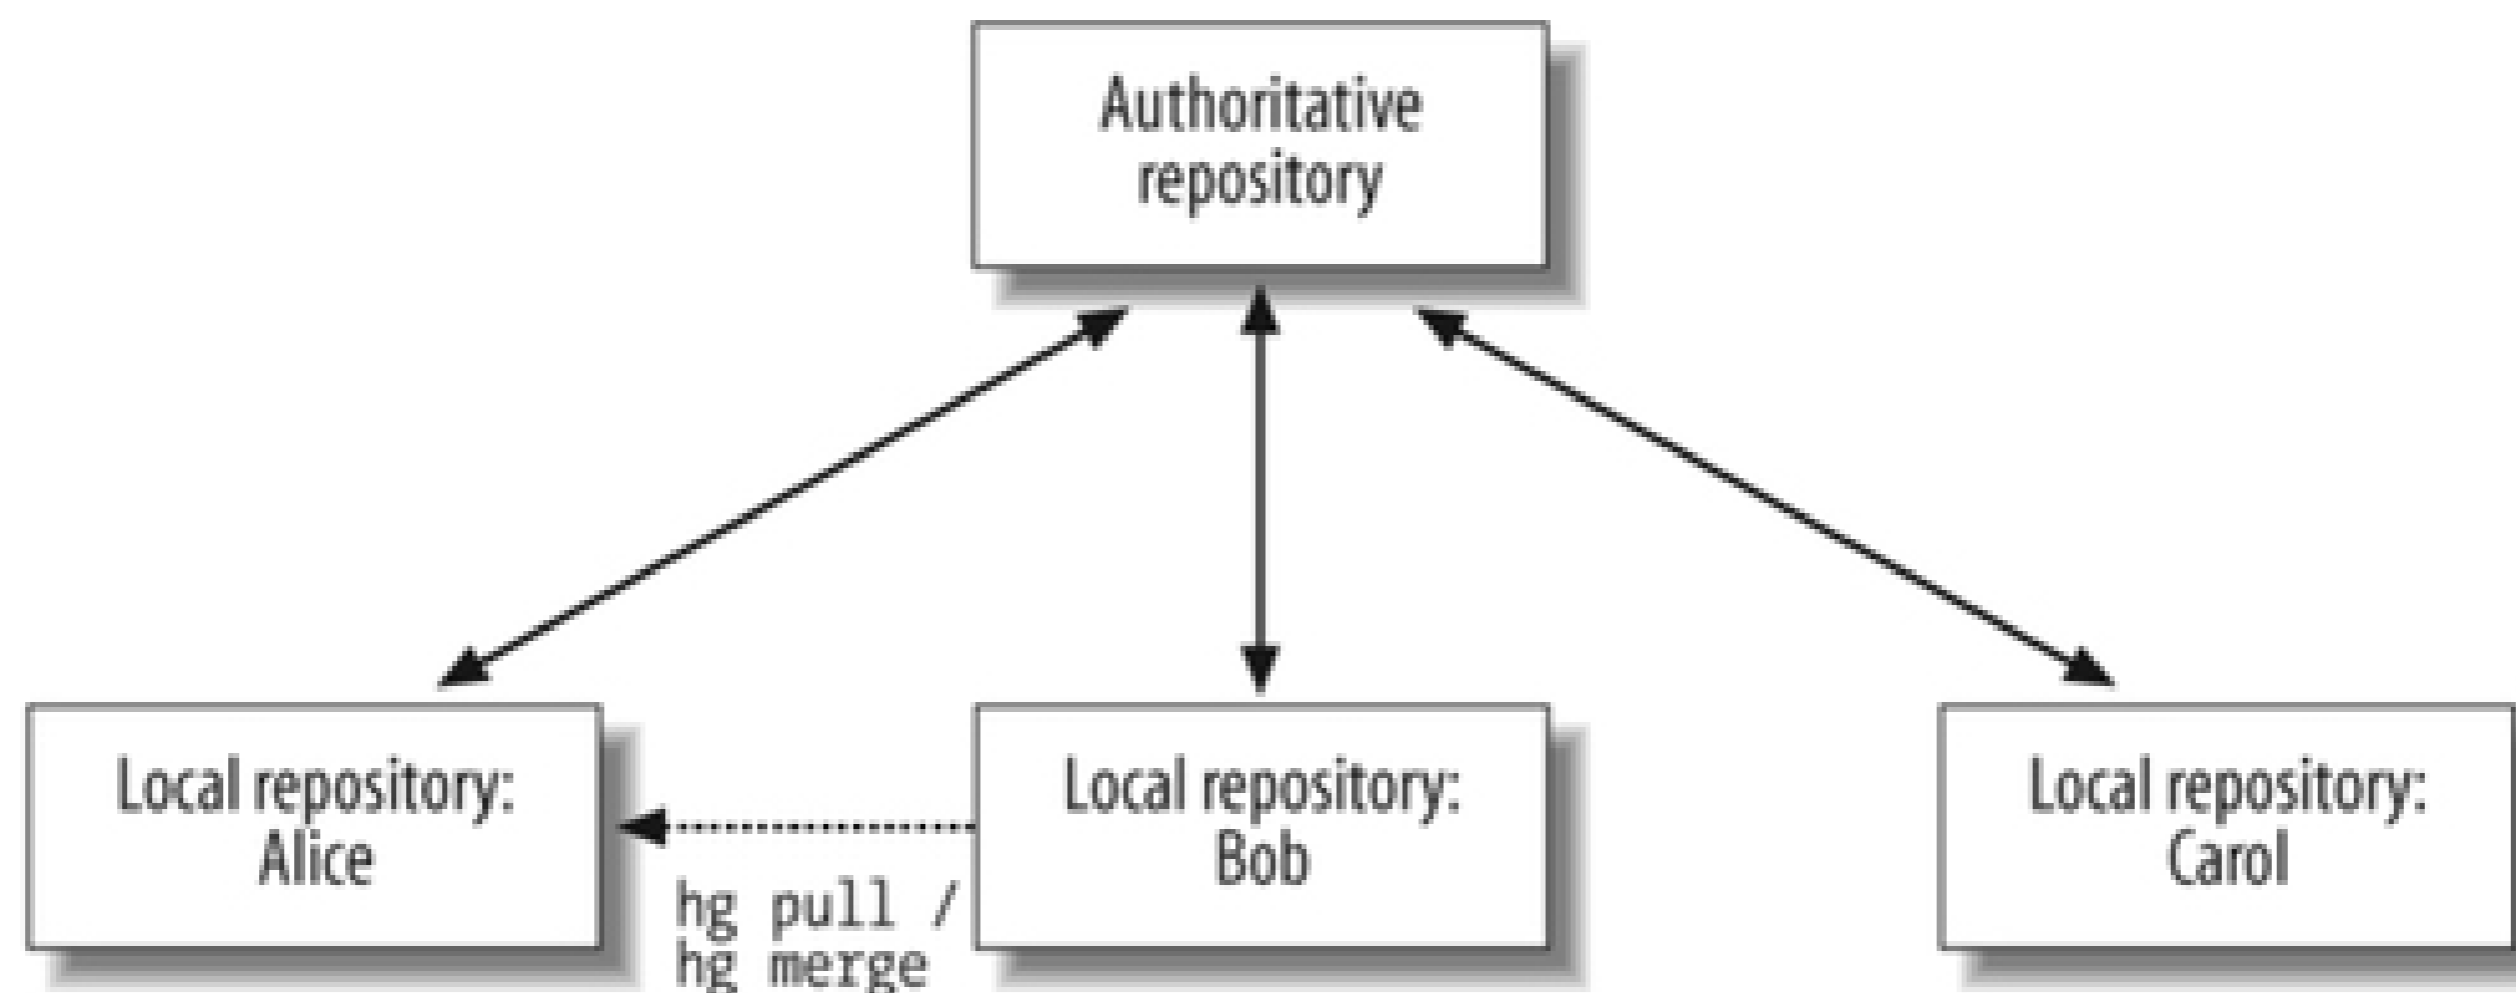 Authoritative
repository
Local repository:
Alice
hg pull /
hg merge
Local repository:
Bob
Local repository:
Carol